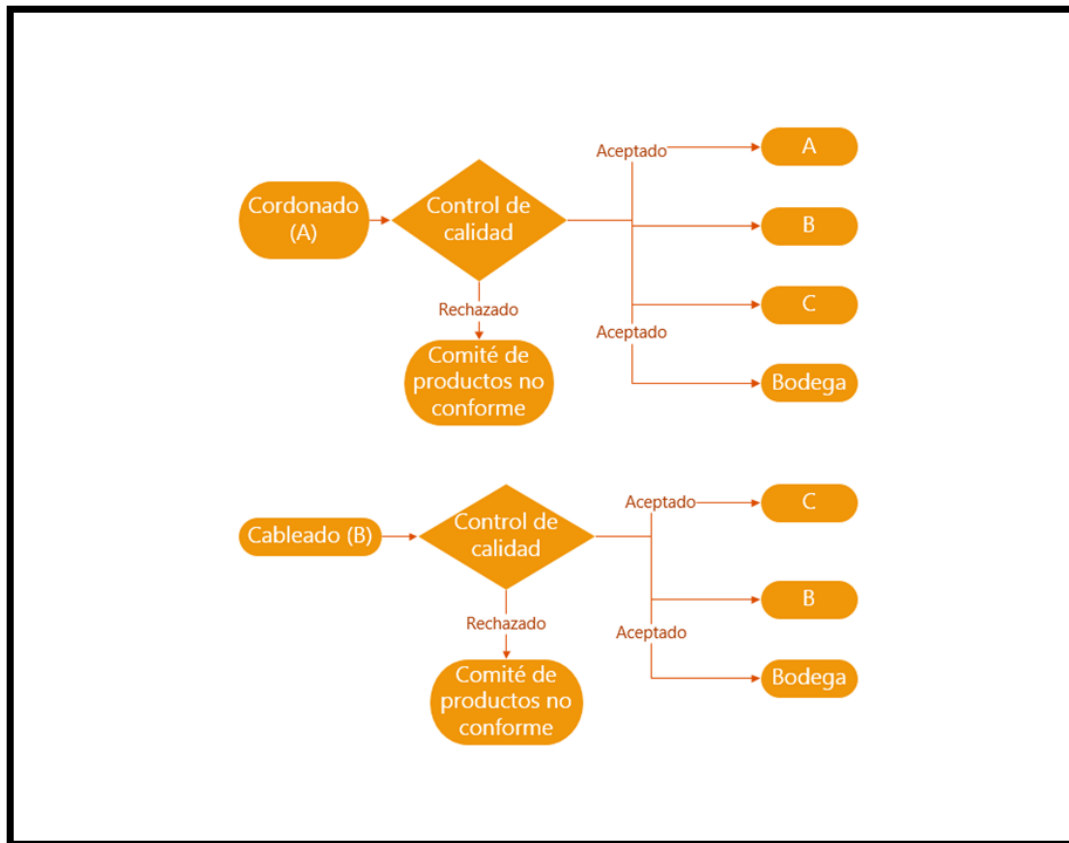 Aceptado
A
Cordonado
(A)
Control de
calidad
B
C
Rechazado
Aceptado
Comité de
productos no
conforme
Bodega
Aceptado
C
Cableado (B)
Control de
calidad
B
Rechazado
Aceptado
Comité de
productos no
conforme
Bodega